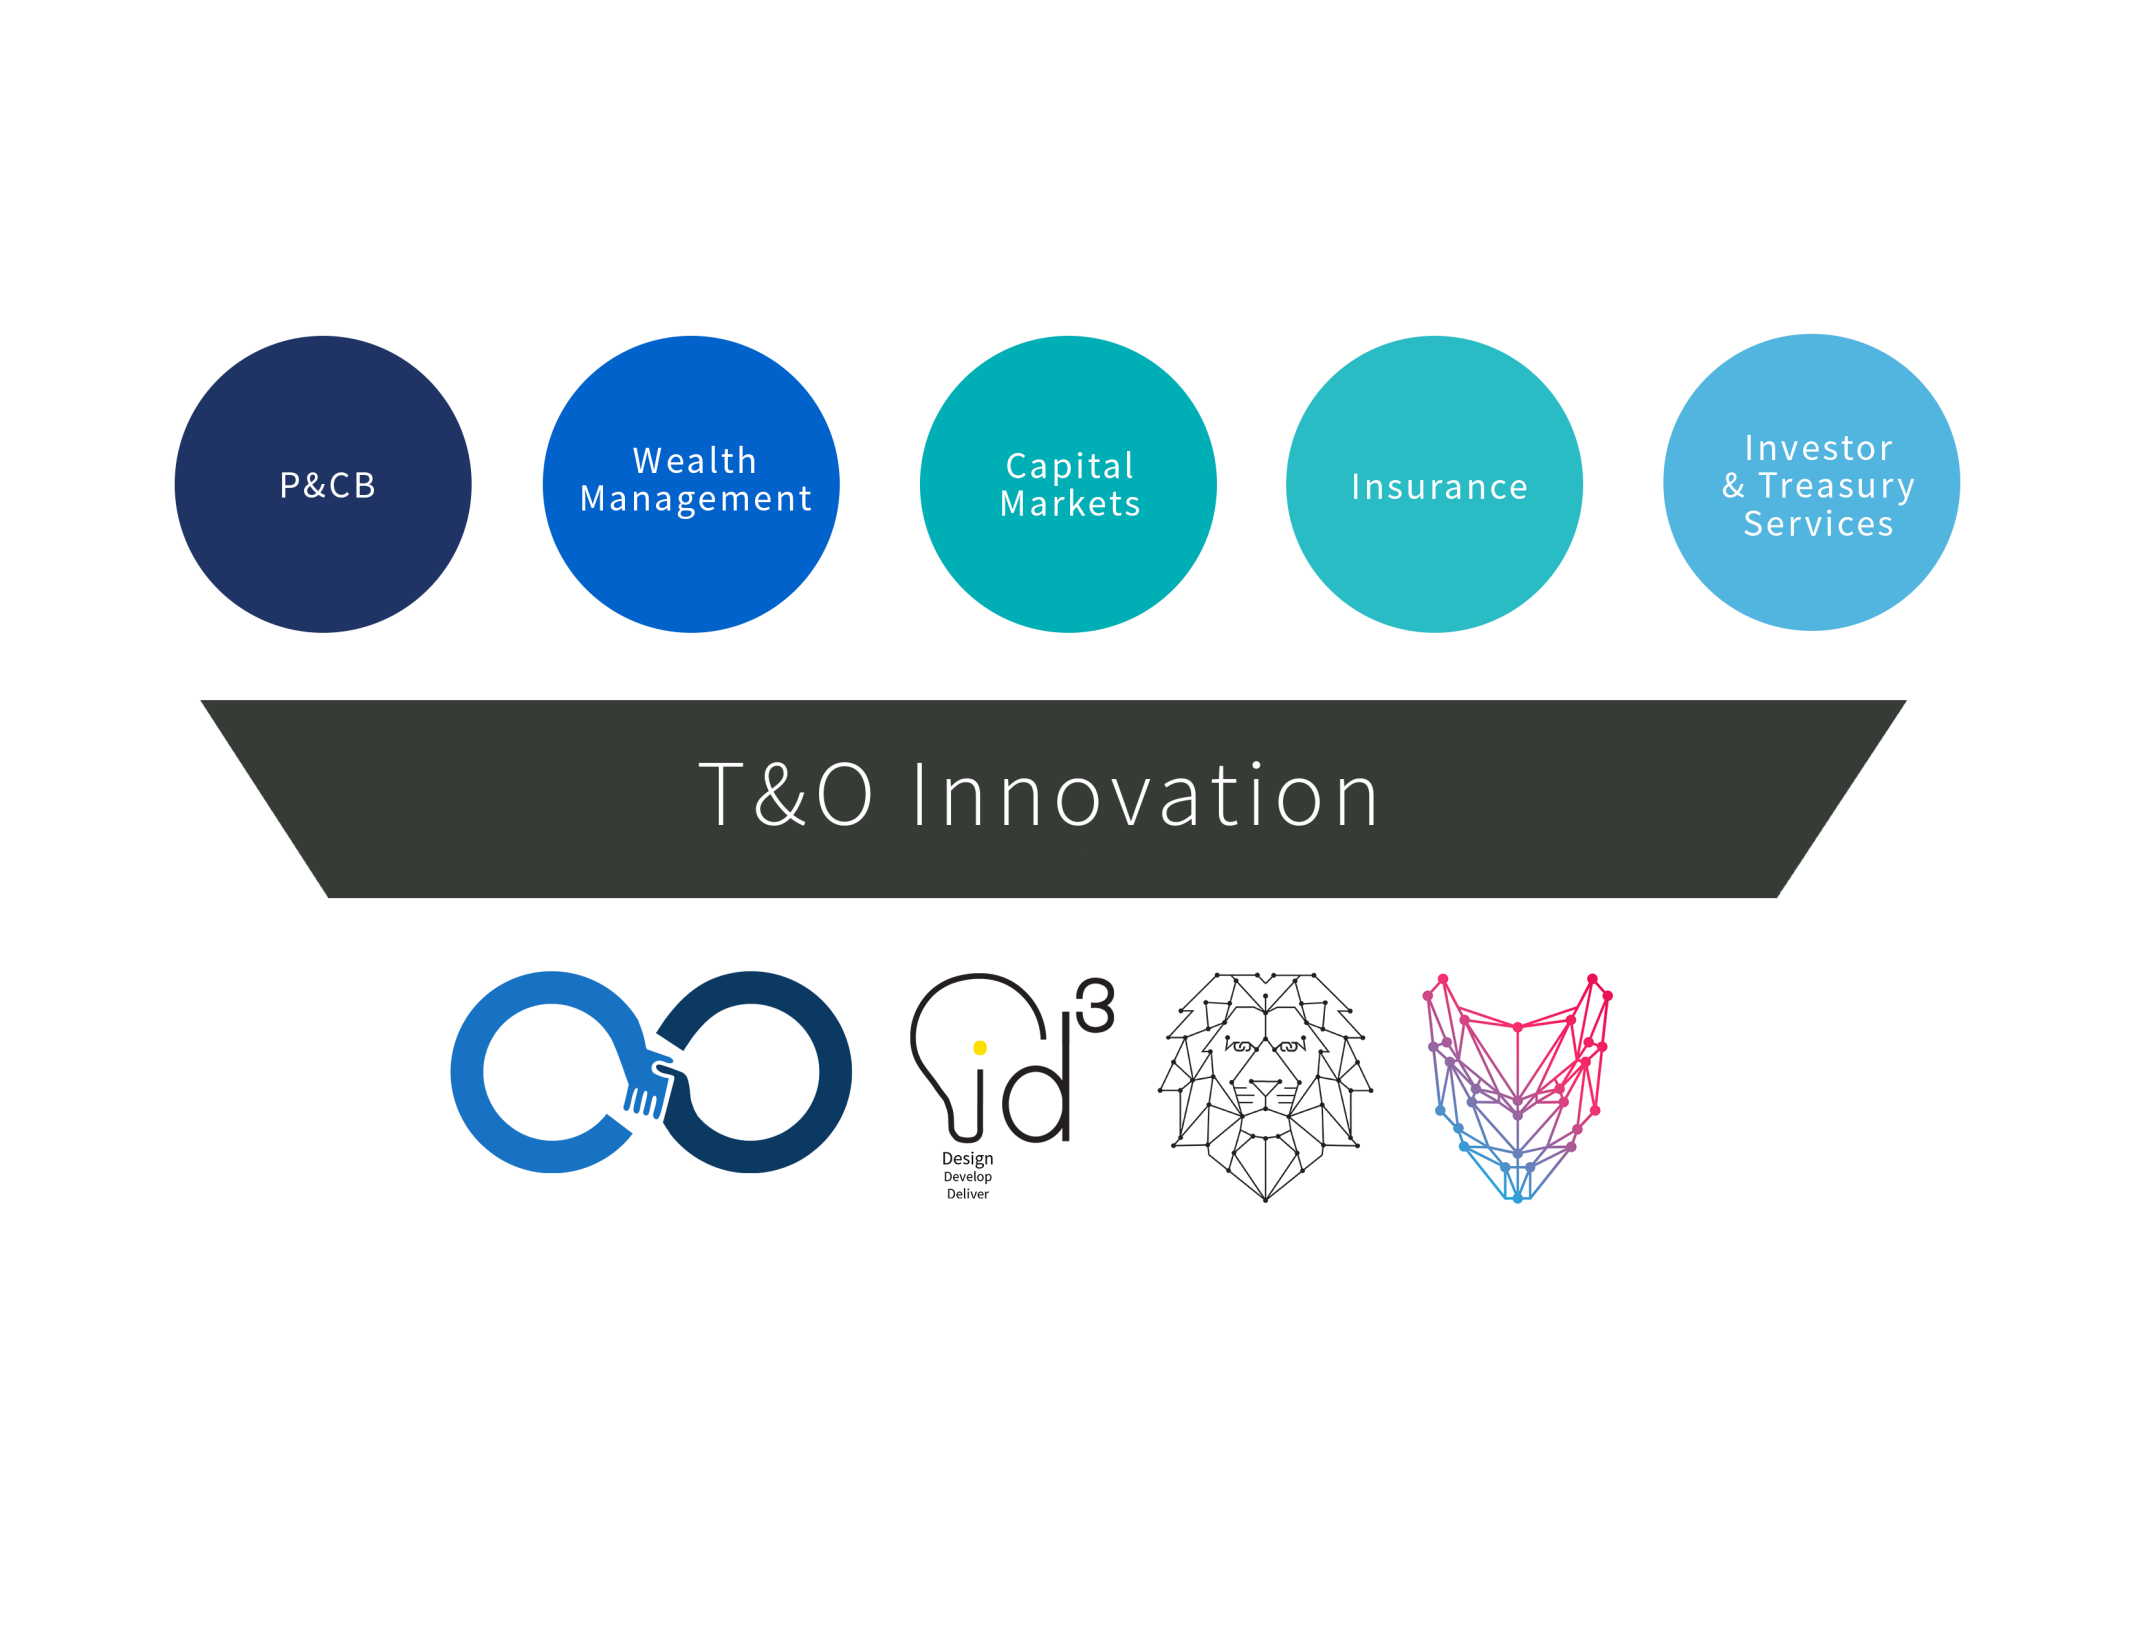 P&CB
Wealth
Management
Capital
Markets
Insurance
Investor
& Treasury
Services
T&O Innovation
id³
Design
Develop
Deliver